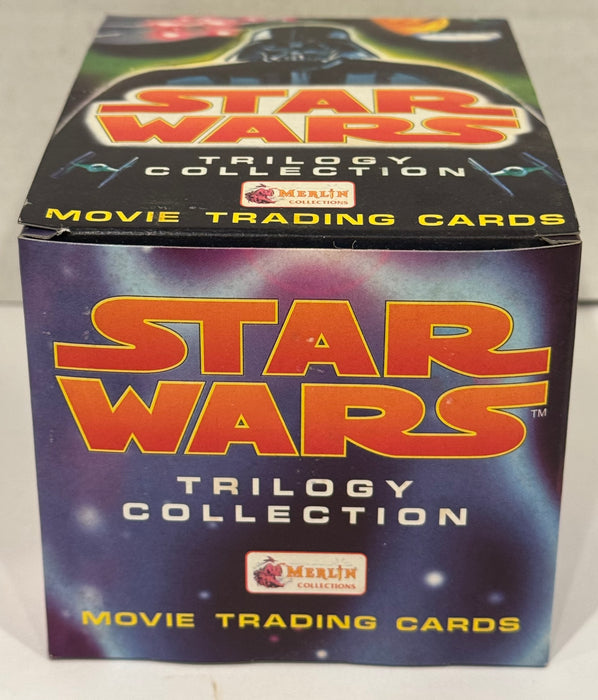 STAR
WARS
TRILOGY
COLLECTION
MERLIN
COLLECTIONS
MOVIE TRADING CARDS
STAR
WARS
TM
TRILOGY
COLLECTION
MERLIN
COLLECTIONS
MOVIE TRADING CARDS